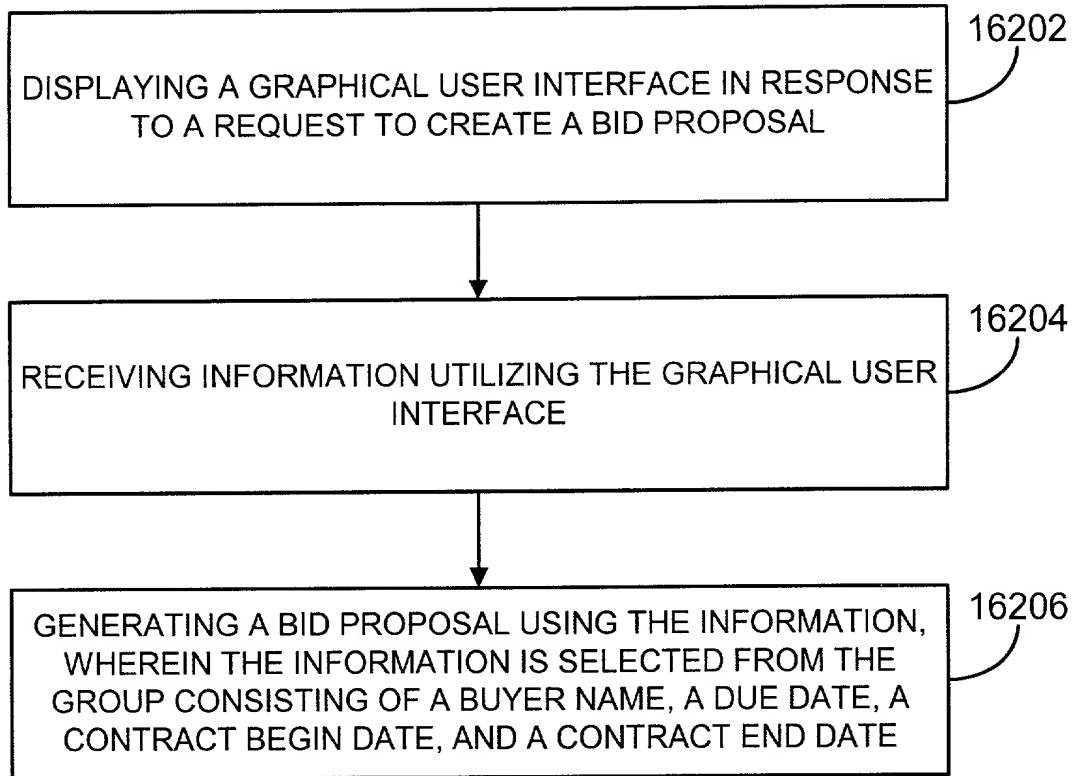 16202
DISPLAYING A GRAPHICAL USER INTERFACE IN RESPONSE
TO A REQUEST TO CREATE A BID PROPOSAL
16204
RECEIVING INFORMATION UTILIZING THE GRAPHICAL USER
INTERFACE
16206
GENERATING A BID PROPOSAL USING THE INFORMATION,
WHEREIN THE INFORMATION IS SELECTED FROM THE
GROUP CONSISTING OF A BUYER NAME, A DUE DATE, A
CONTRACT BEGIN DATE, AND A CONTRACT END DATE